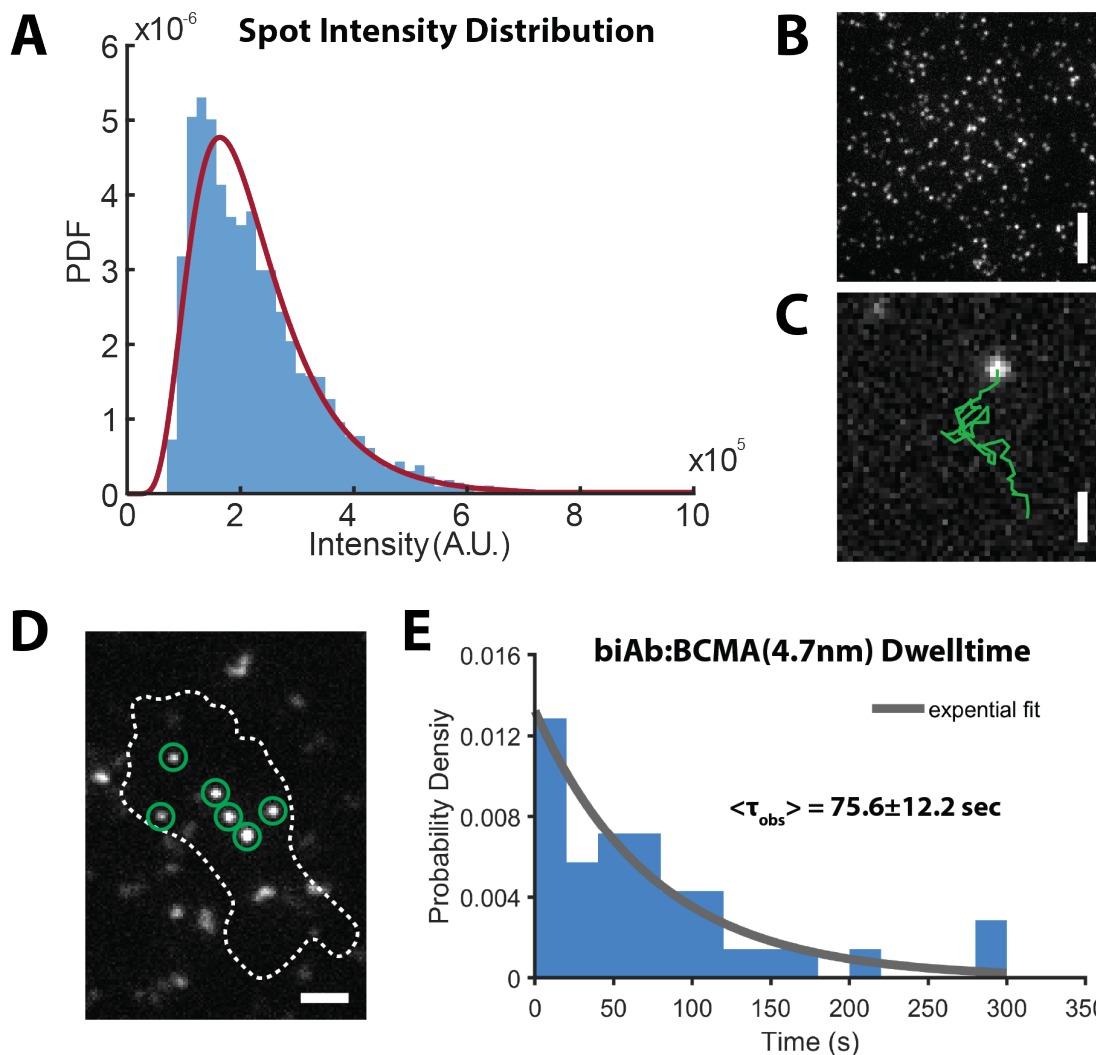 A
x10⁻⁶
Spot Intensity Distribution
6
5
4
3
2
1
0
PDF
0 2 4 6 8 10
x10⁵
Intensity (A.U.)
B
C
D
E
biAb:BCMA(4.7nm) Dwelltime
0.016
0.012
0.008
0.004
0
Probability Densiy
expential fit
<τobs> = 75.6±12.2 sec
0 50 100 150 200 250 300 350
Time (s)